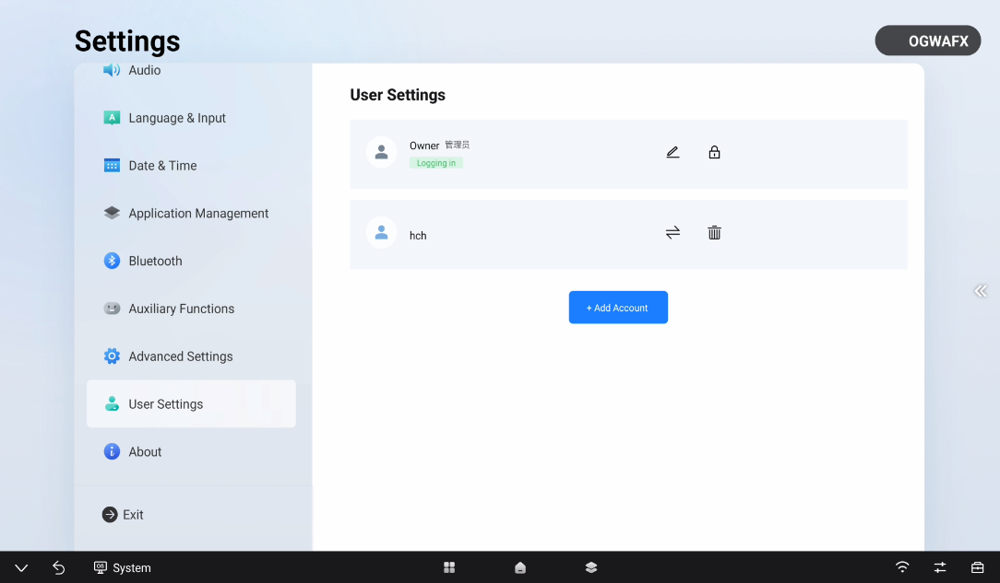 Settings
OGWAFX
Audio
Language & Input
Date & Time
Application Management
Bluetooth
Auxiliary Functions
Advanced Settings
User Settings
About
Exit
User Settings
Owner 管理员
Logging in
hch
+ Add Account
System